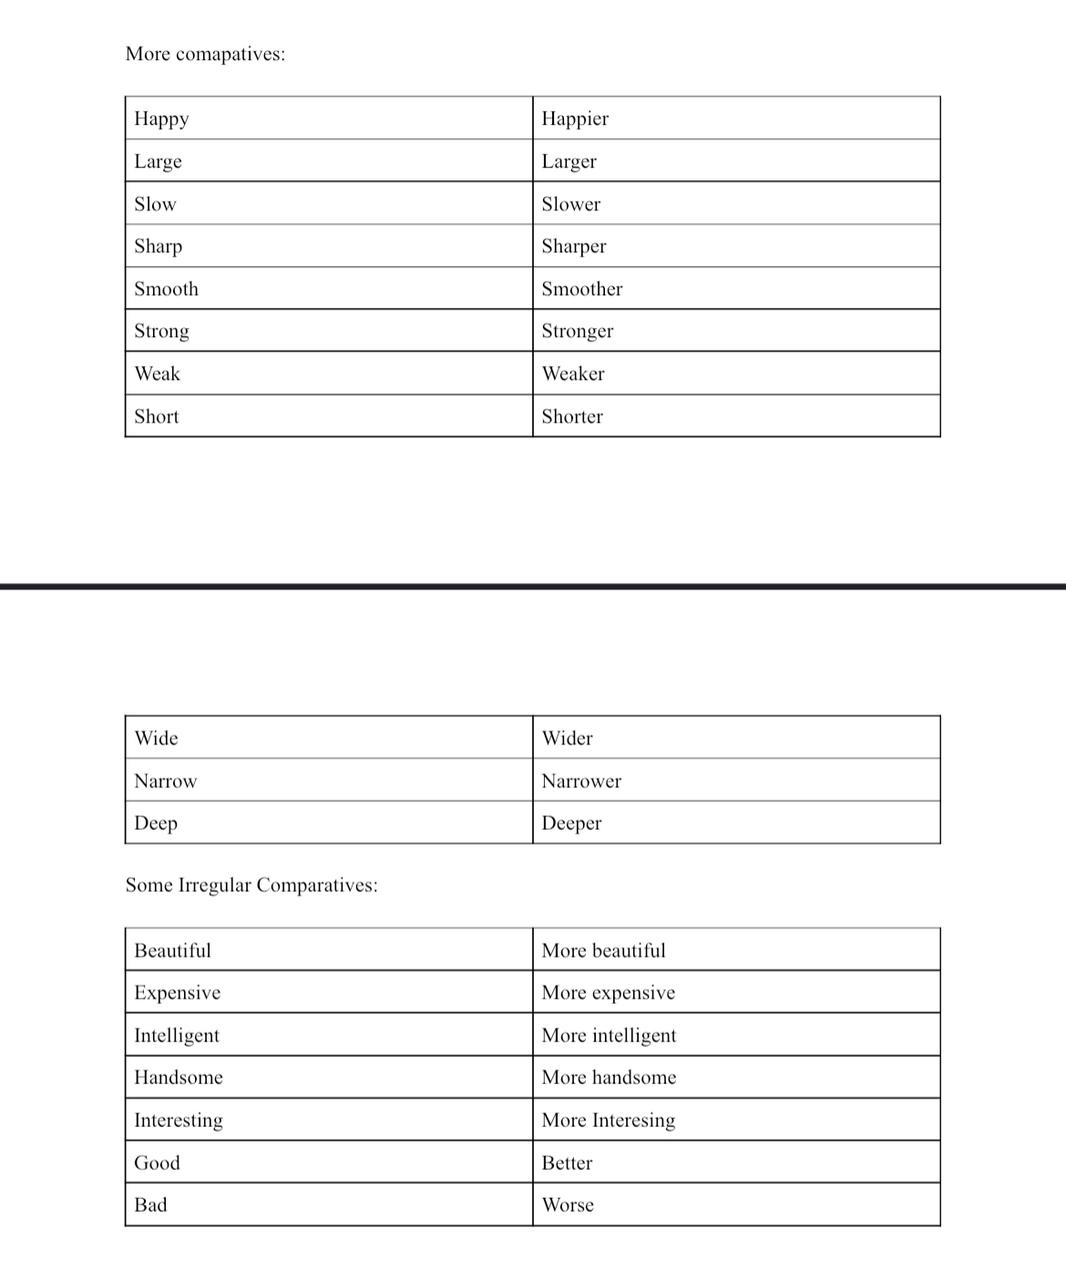 More comapatives:
Happy Happier
Large Larger
Slow Slower
Sharp Sharper
Smooth Smoother
Strong Stronger
Weak Weaker
Short Shorter
Wide Wider
Narrow Narrower
Deep Deeper
Some Irregular Comparatives:
Beautiful More beautiful
Expensive More expensive
Intelligent More intelligent
Handsome More handsome
Interesting More Interesing
Good Better
Bad Worse